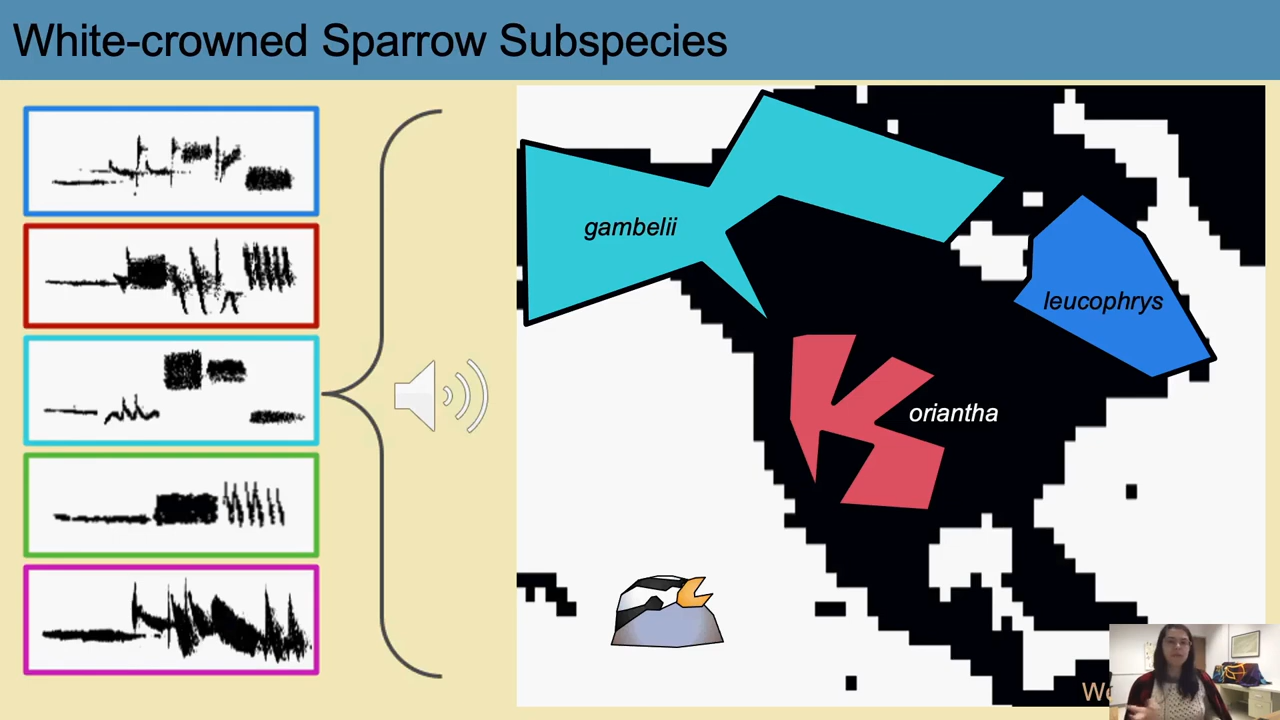 White-crowned Sparrow Subspecies
gambelii
leucophrys
oriantha